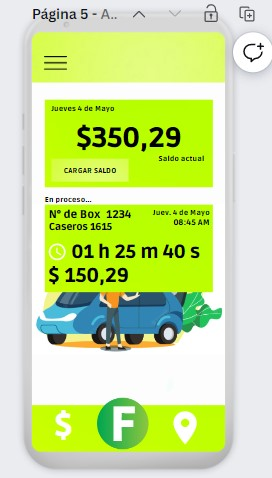 Página 5 - A..
Jueves 4 de Mayo
$350,29
Saldo actual
CARGAR SALDO
En proceso...
N° de Box 1234
Juev. 4 de Mayo
Caseros 1615
08:45 AM
01 h 25 m 40 s
$ 150,29
$ F